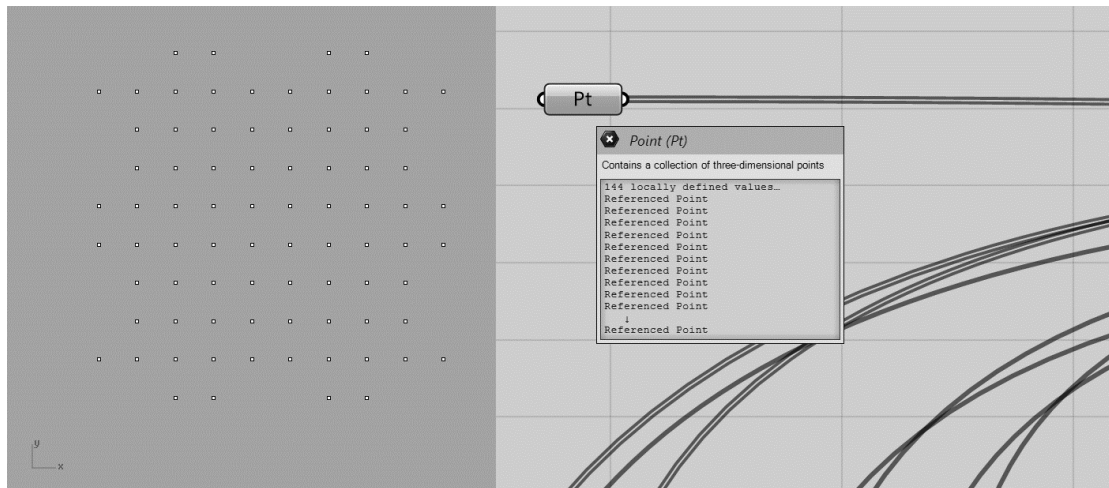 Pt
Point (Pt)
Contains a collection of three-dimensional points
144 locally defined values…
Referenced Point
Referenced Point
Referenced Point
Referenced Point
Referenced Point
Referenced Point
Referenced Point
Referenced Point
Referenced Point
Referenced Point
↓
Referenced Point
y
x